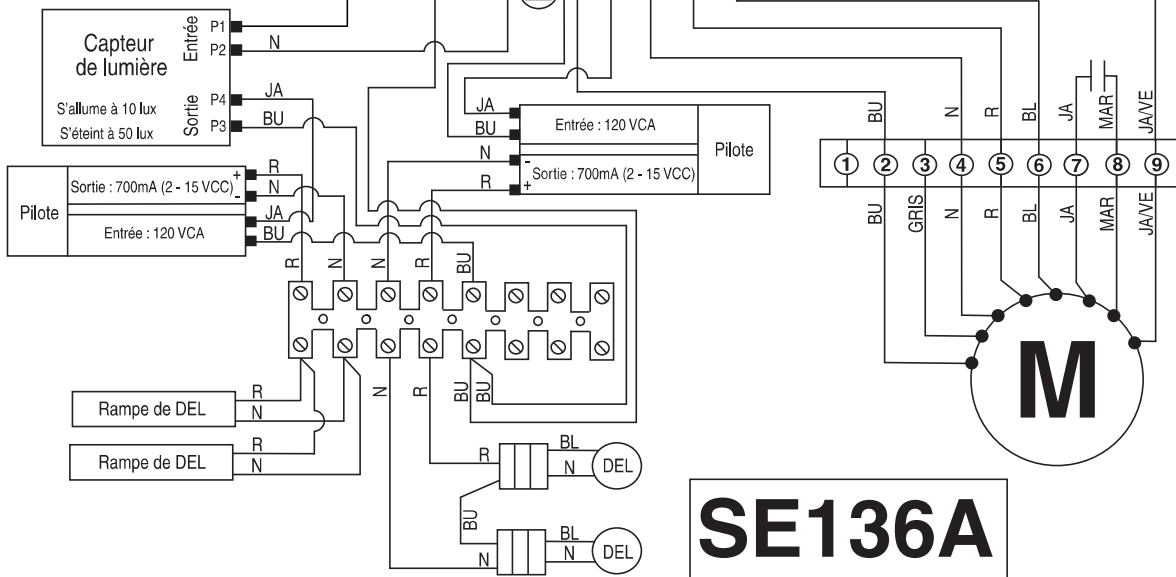 Capteur
de lumière
S'allume à 10 lux
S'éteint à 50 lux
Entrée
Sortie
P1
P2
P4
P3
N
JA
BU
Pilote
Sortie : 700mA (2 - 15 VCC)
Entrée : 120 VCA
+
-
R
N
JA
BU
JA
BU
N
R
Entrée : 120 VCA
-
Sortie : 700mA (2 - 15 VCC)
+
Pilote
R
N
N
R
BU
N
R
BU
BU
Rampe de DEL
R
N
Rampe de DEL
R
N
R
BL
N
DEL
BU
N
BL
N
DEL
BU
N
R
BL
JA
MAR
JA/VE
1
2
3
4
5
6
7
8
9
BU
GRIS
N
R
BL
JA
MAR
JA/VE
M
SE136A